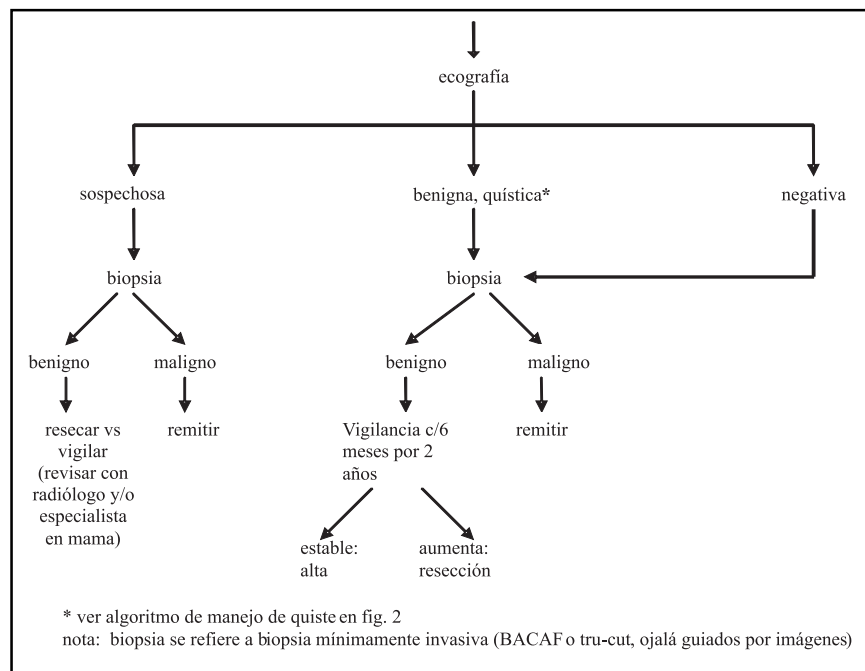 ecografía
sospechosa
benigna, quística*
negativa
biopsia
biopsia
benigno
maligno
benigno
maligno
resecar vs
vigilar
(revisar con
radiólogo y/o
especialista
en mama)
remitir
Vigilancia c/6
meses por 2
años
remitir
estable:
alta
aumenta:
resección
* ver algoritmo de manejo de quiste en fig. 2
nota: biopsia se refiere a biopsia mínimamente invasiva (BACAF o tru-cut, ojalá guiados por imágenes)